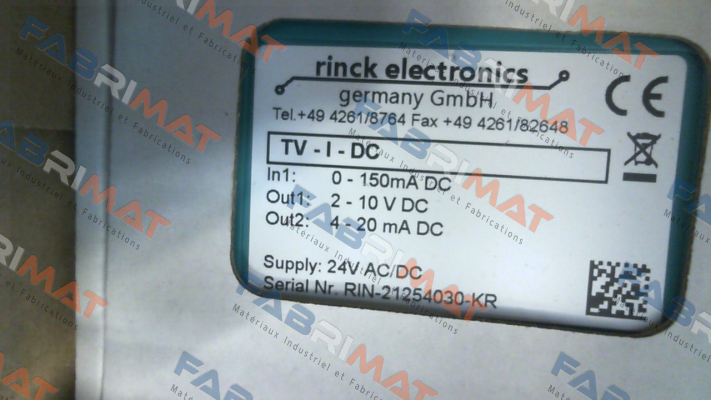 rinck electronics
germany GmbH
Tel.+49 4261/8764 Fax +49 4261/82648
CE
TV - I - DC
In1: 0 - 150mA DC
Out1: 2 - 10 V DC
Out2: 4 - 20 mA DC
Supply: 24V AC/DC
Serial Nr. RIN-21254030-KR
FABRIMAT
Matériaux Industriel et Fabrications